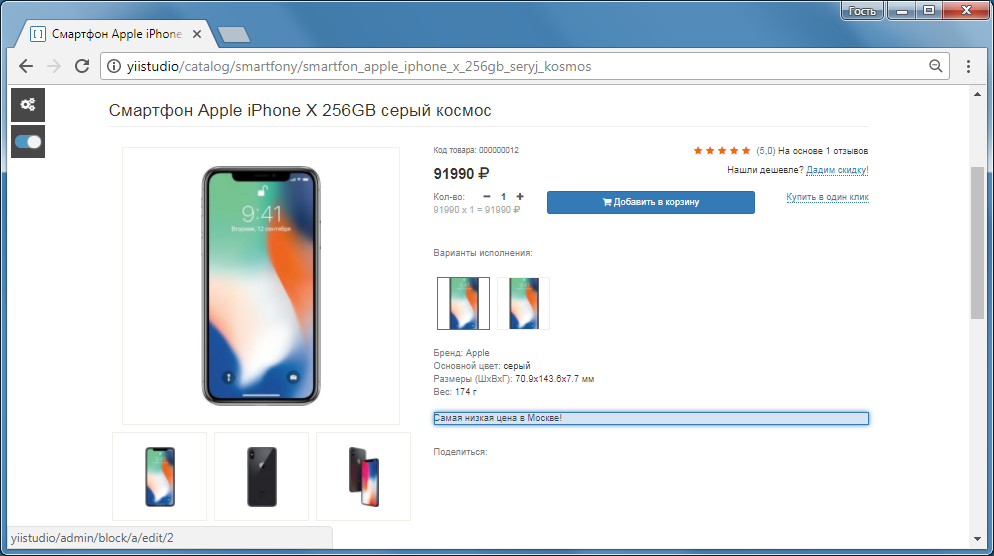 Гость
Смартфон Apple iPhone
yiistudio/catalog/smartfony/smartfon_apple_iphone_x_256gb_seryj_kosmos
Смартфон Apple iPhone X 256GB серый космос
Код товара: 000000012
(5,0) На основе 1 отзывов
91990 ₽
Нашли дешевле? Дадим скидку!
Кол-во: − 1 +
Добавить в корзину
Купить в один клик
91990 x 1 = 91990 ₽
9:41
Вторник, 12 сентября
Варианты исполнения:
Бренд: Apple
Основной цвет: серый
Размеры (ШхВхГ): 70.9x143.6x7.7 мм
Вес: 174 г
Самая низкая цена в Москве!
Поделиться:
yiistudio/admin/block/a/edit/2